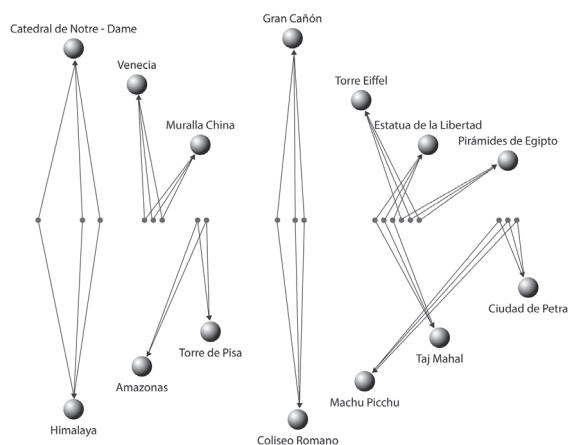 Gran Cañón
Catedral de Notre - Dame
Venecia
Torre Eiffel
Muralla China
Estatua de la Libertad
Pirámides de Egipto
Ciudad de Petra
Torre de Pisa
Taj Mahal
Amazonas
Machu Picchu
Himalaya
Coliseo Romano